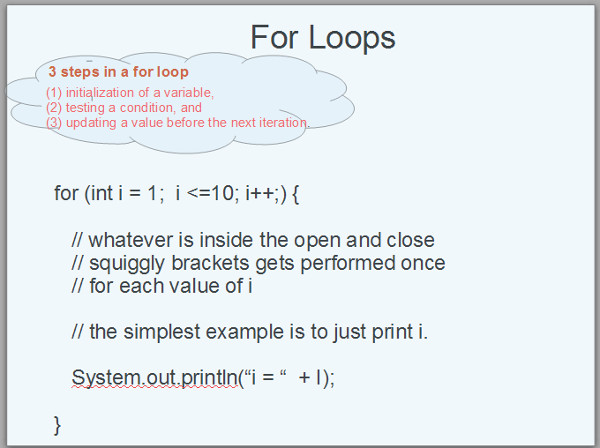 For Loops
3 steps in a for loop
(1) initialization of a variable,
(2) testing a condition, and
(3) updating a value before the next iteration.
for (int i = 1;  i <=10; i++;) {
// whatever is inside the open and close
// squiggly brackets gets performed once
// for each value of i
// the simplest example is to just print i.
System.out.println(“i = “  + I);
}